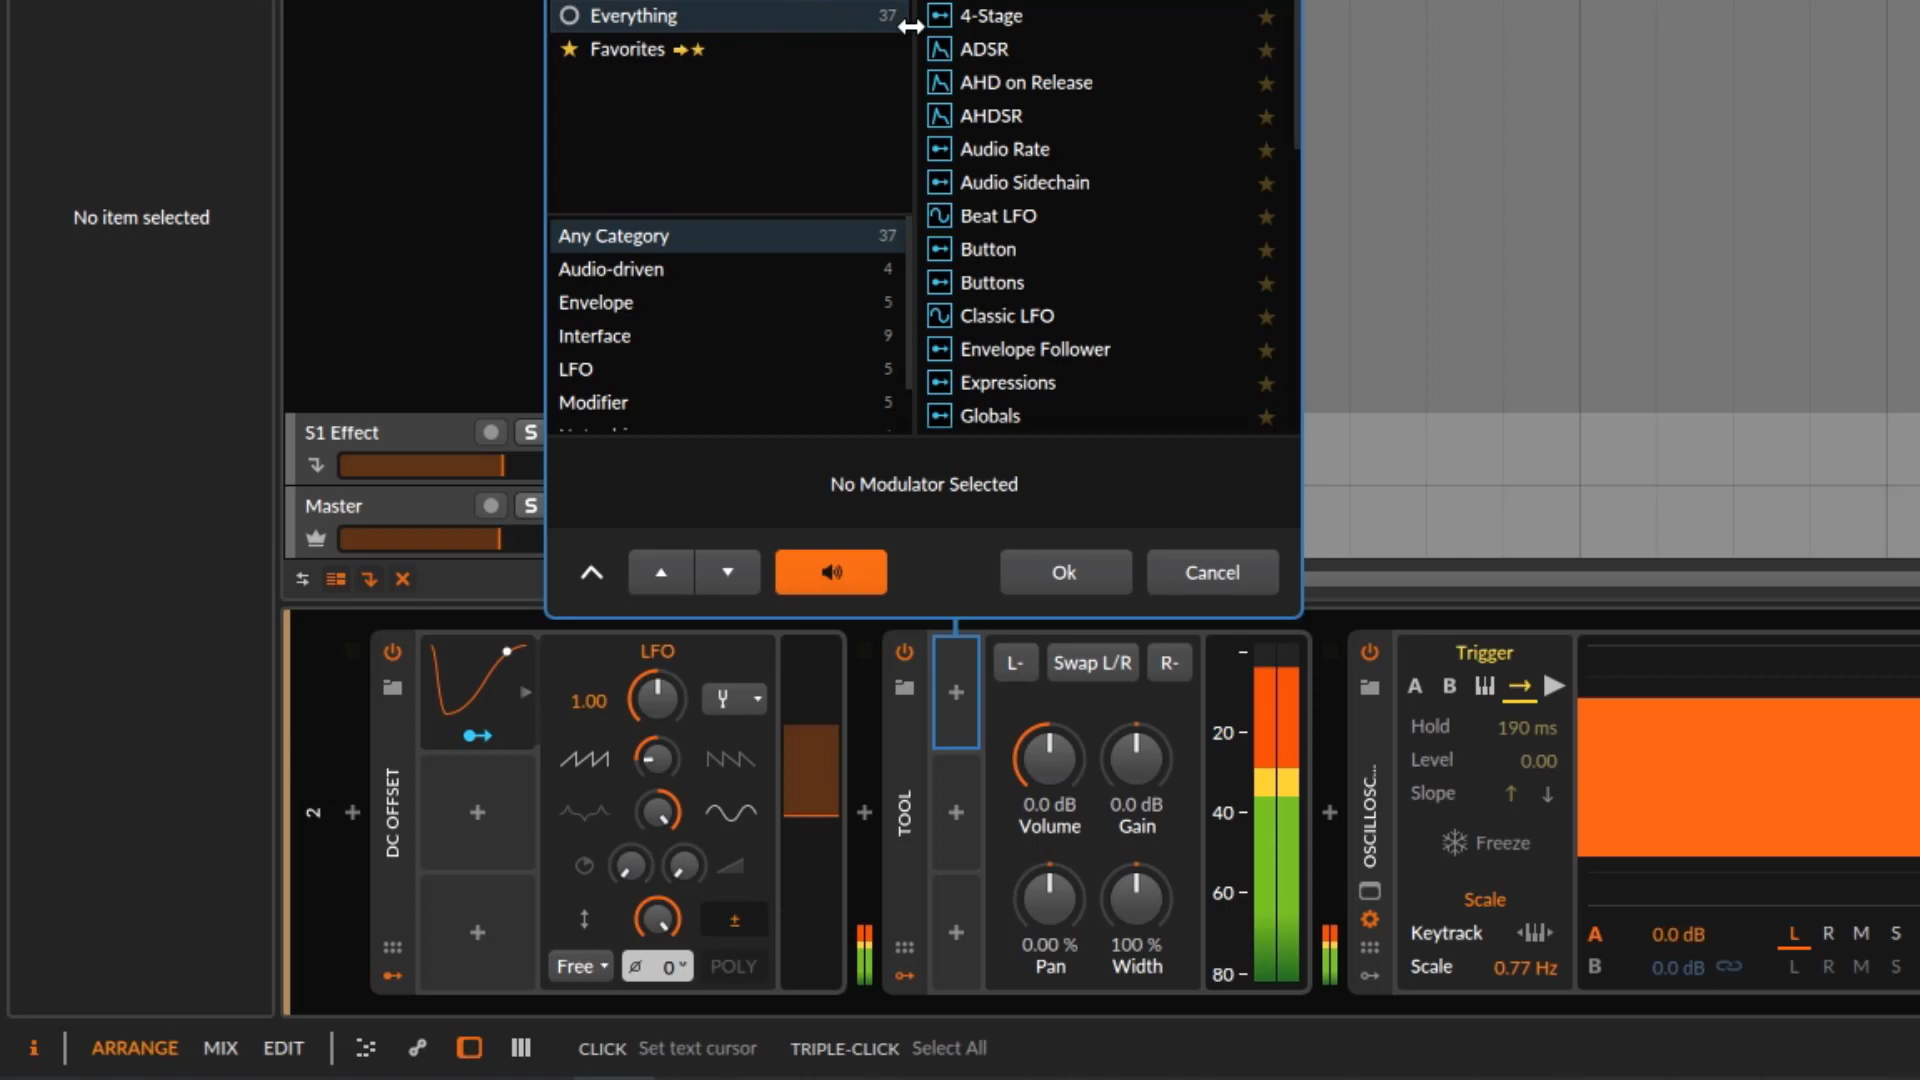 Everything 37
Favorites
No item selected
Any Category 37
Audio-driven 4
Envelope 5
Interface 9
LFO 5
Modifier 5
4-Stage
ADSR
AHD on Release
AHDSR
Audio Rate
Audio Sidechain
Beat LFO
Button
Buttons
Classic LFO
Envelope Follower
Expressions
Globals
No Modulator Selected
Ok
Cancel
S1 Effect S
Master S
2
DC OFFSET
LFO
1.00
Free
0°
POLY
TOOL
L- Swap L/R R-
0.0 dB 0.0 dB
Volume Gain
0.00 % 100 %
Pan Width
20
40
60
80
OSCILLOSC...
Trigger
A B
Hold 190 ms
Level 0.00
Slope ↑ ↓
Freeze
Scale
Keytrack
Scale 0.77 Hz
A 0.0 dB L R M S
B 0.0 dB L R M S
i ARRANGE MIX EDIT
CLICK Set text cursor TRIPLE-CLICK Select All